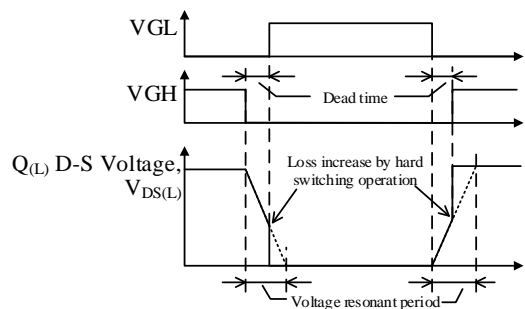 VGL
VGH
Dead time
Q(L) D-S Voltage,
VDS(L)
Loss increase by hard
switching operation
Voltage resonant period